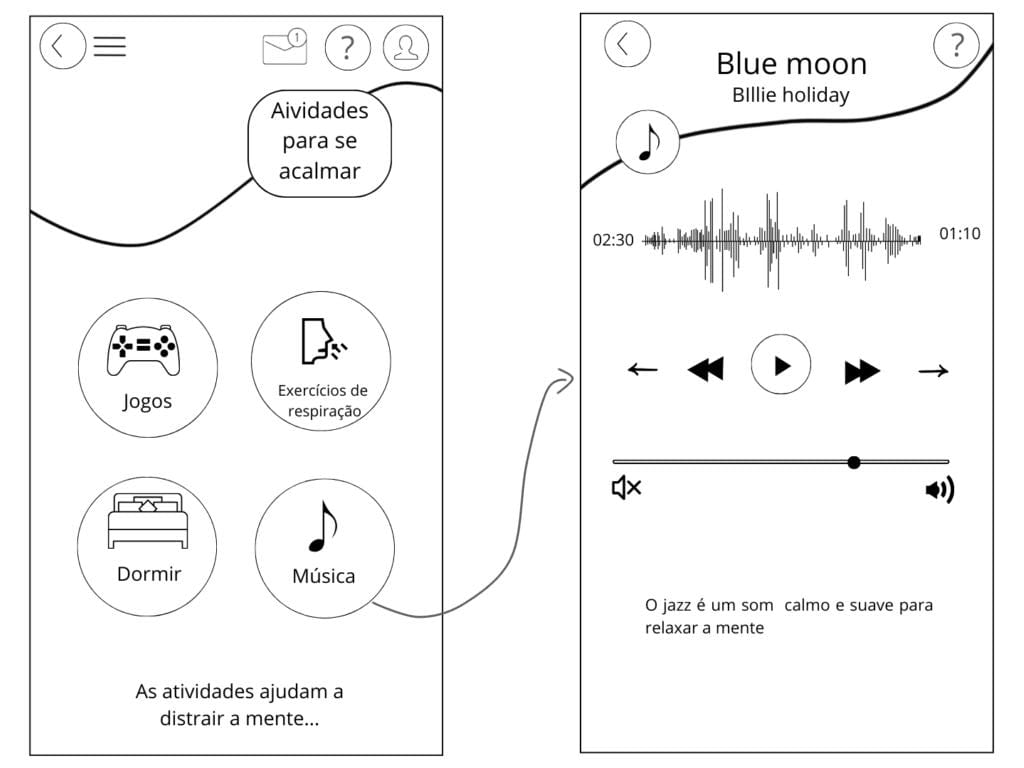 1
?
Aividades
para se
acalmar
Jogos
Exercícios de
respiração
Dormir
Música
As atividades ajudam a
distrair a mente...
?
Blue moon
BIllie holiday
02:30
01:10
O jazz é um som calmo e suave para
relaxar a mente